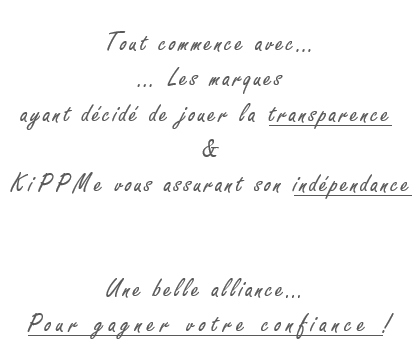 Tout commence avec...
... Les marques
ayant décidé de jouer la transparence
&
KiPPMe vous assurant son indépendance
Une belle alliance...
Pour gagner votre confiance !